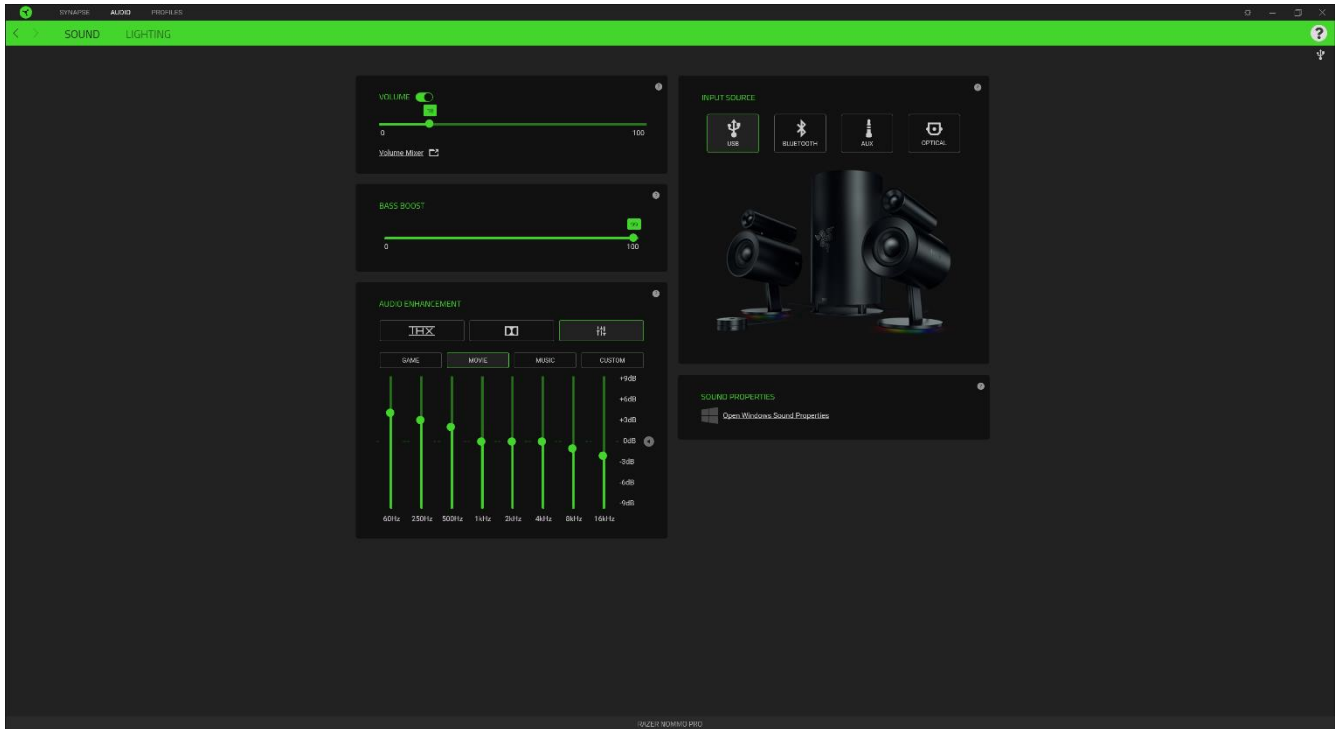 SYNAPSE AUDIO PROFILES
SOUND LIGHTING
?
VOLUME
0 100
Volume Mixer
BASS BOOST
99
0 100
AUDIO ENHANCEMENT
THX
GAME MOVIE MUSIC CUSTOM
+9dB
+6dB
+3dB
0dB
-3dB
-6dB
-9dB
60Hz 250Hz 500Hz 1kHz 2kHz 4kHz 8kHz 16kHz
INPUT SOURCE
USB BLUETOOTH AUX OPTICAL
SOUND PROPERTIES
Open Windows Sound Properties
RAZER NOMMO PRO